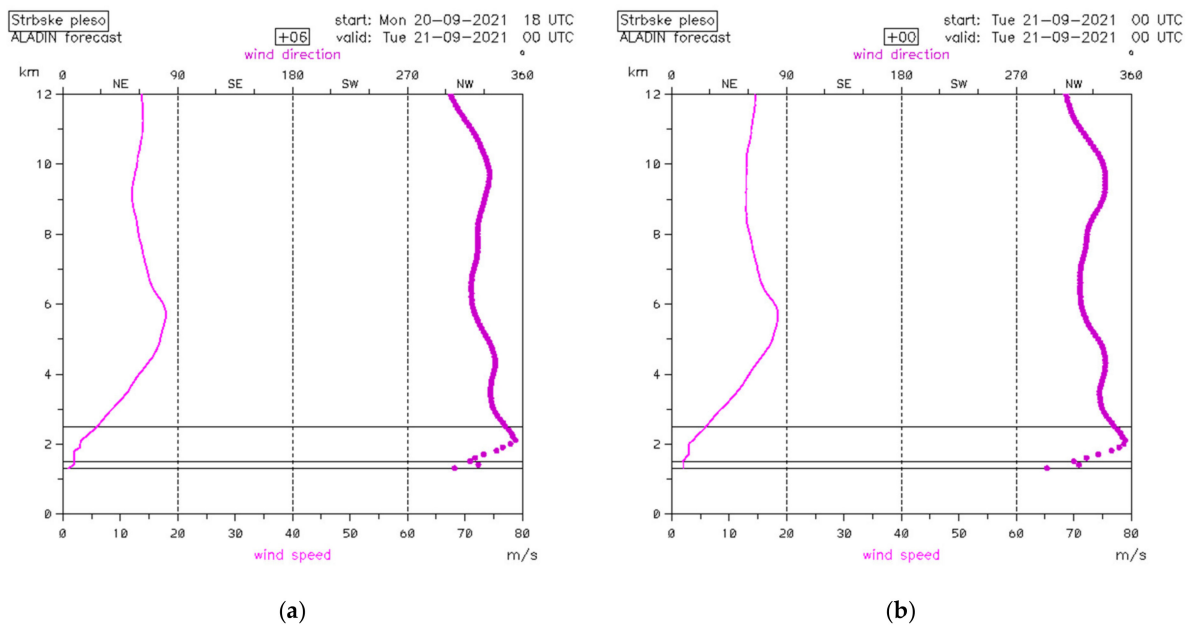 Strbske pleso start: Mon 20-09-2021 18 UTC
ALADIN forecast +06 valid: Tue 21-09-2021 00 UTC
wind direction °
km 0 90 180 270 360
NE SE SW NW
12
10
8
6
4
2
0
0 10 20 30 40 50 60 70 80
wind speed m/s
(a)
Strbske pleso start: Tue 21-09-2021 00 UTC
ALADIN forecast +00 valid: Tue 21-09-2021 00 UTC
wind direction °
km 0 90 180 270 360
NE SE SW NW
12
10
8
6
4
2
0
0 10 20 30 40 50 60 70 80
wind speed m/s
(b)